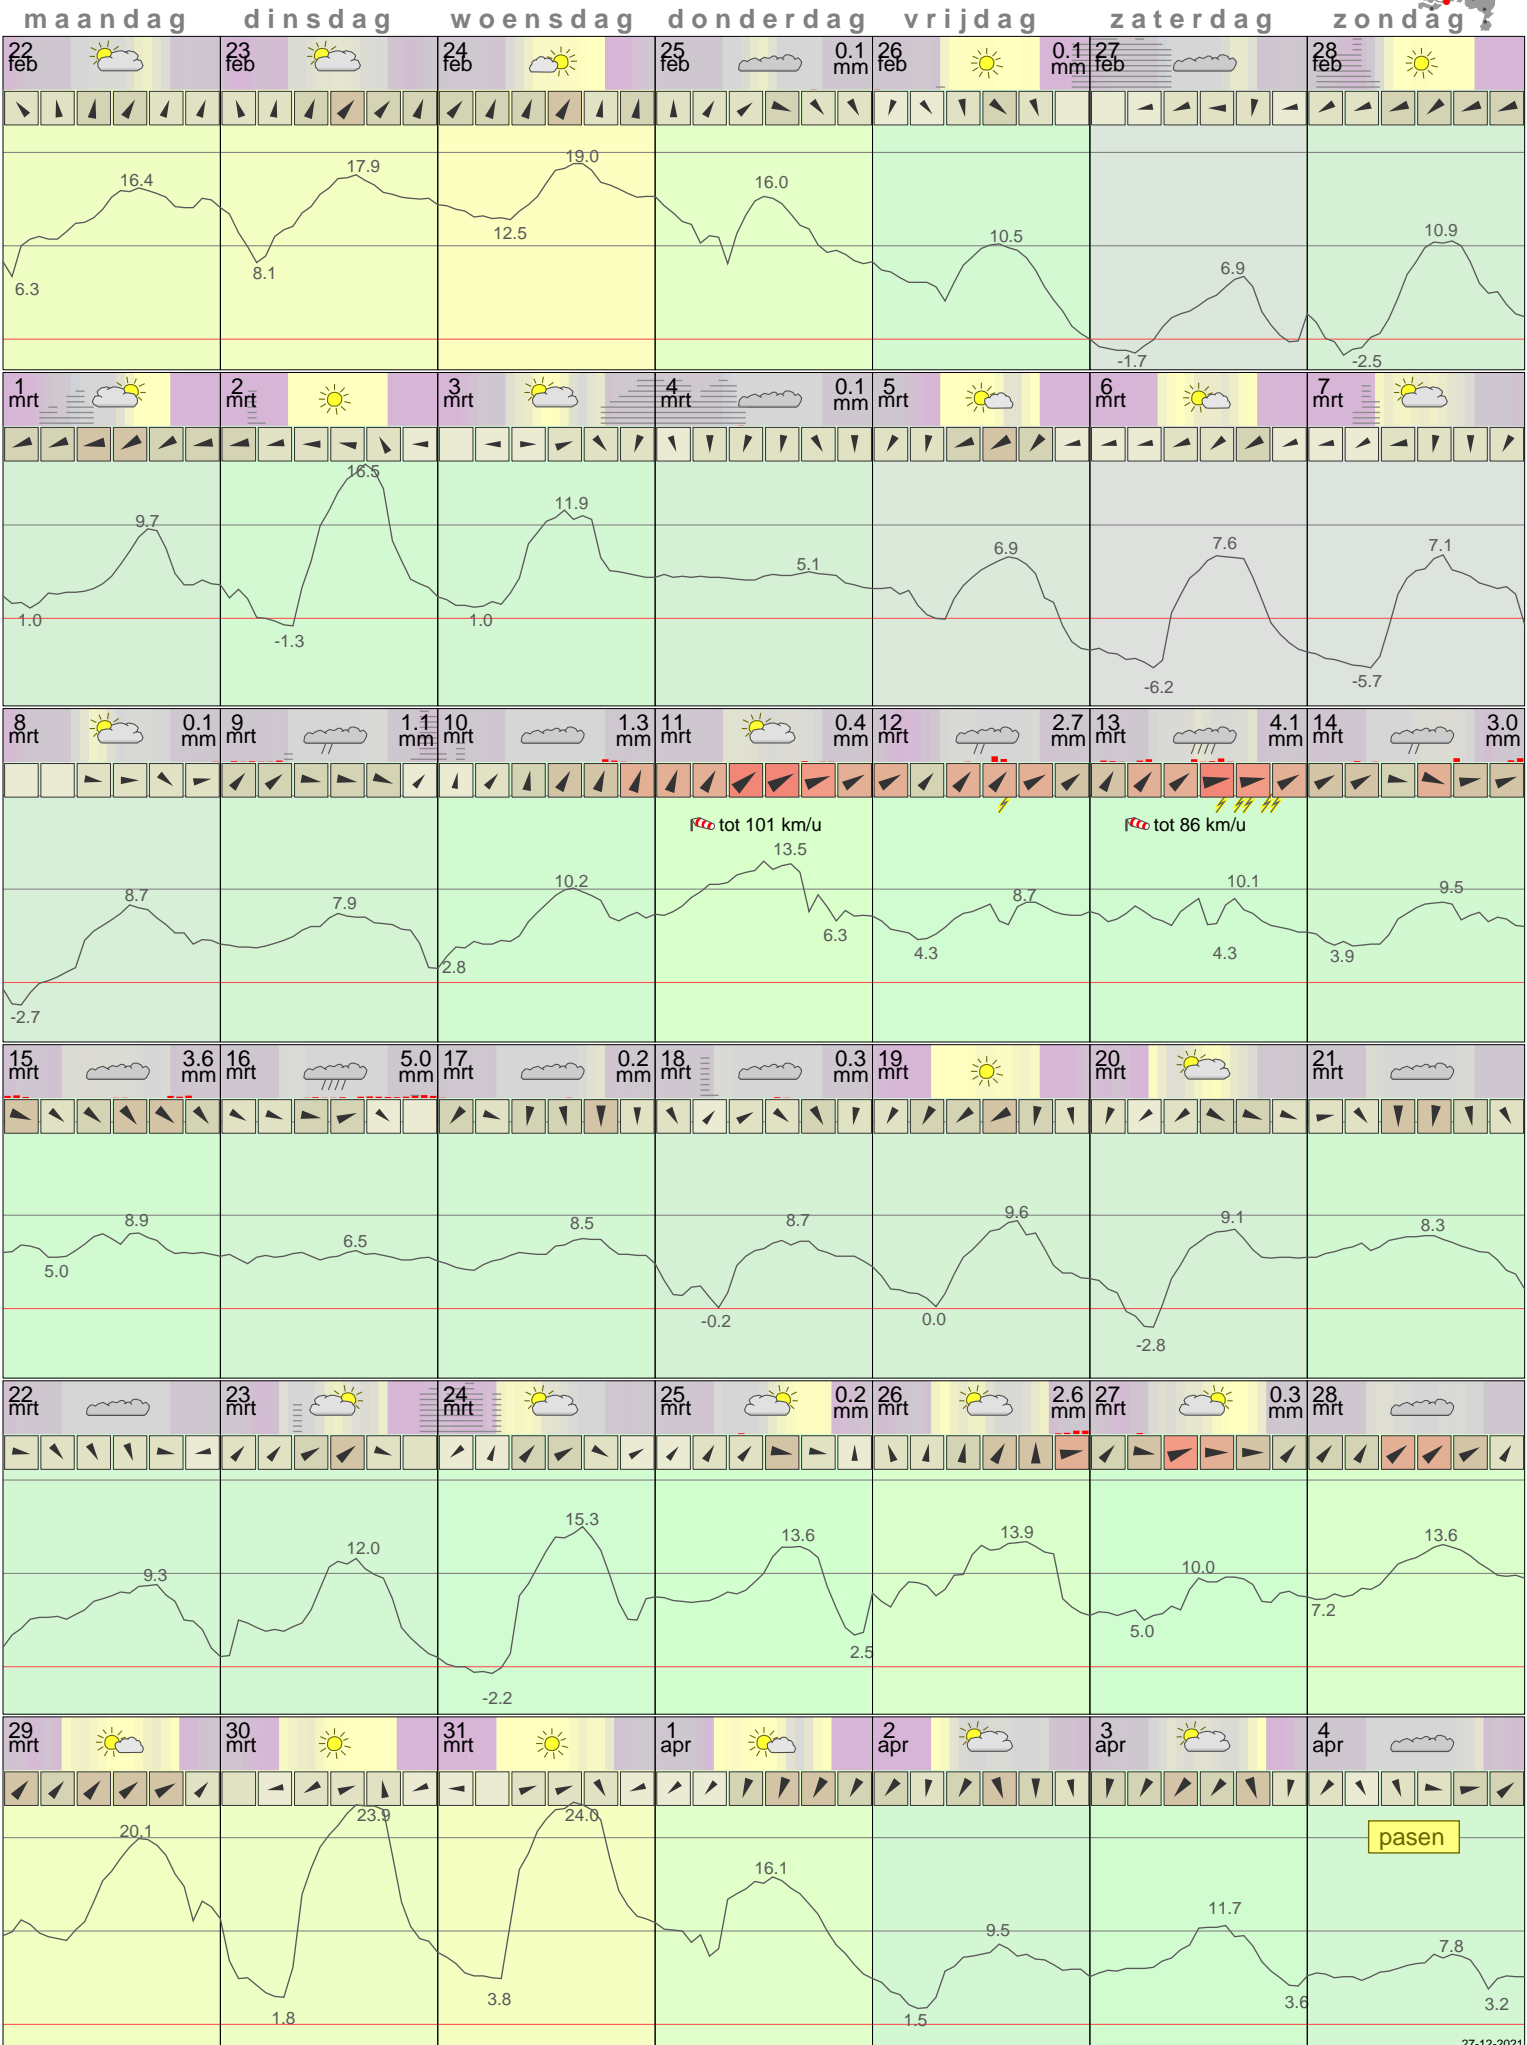 maandag dinsdag woensdag donderdag vrijdag zaterdag zondag
22 23 24 25 0.1 26 0.1 27 28
feb feb feb feb mm feb mm feb feb
16.4 17.9 19.0 16.0 10.5 6.9 10.9
6.3 8.1 12.5 -1.7 -2.5
1 2 3 4 0.1 5 6 7
mrt mrt mrt mrt mm mrt mrt mrt
9.7 16.5 11.9 5.1 6.9 7.6 7.1
1.0 -1.3 1.0 -6.2 -5.7
8 0.1 9 1.1 10 1.3 11 0.4 12 2.7 13 4.1 14 3.0
mrt mm mrt mm mrt mm mrt mm mrt mm mrt mm mrt mm
tot 101 km/u tot 86 km/u
8.7 7.9 10.2 13.5 8.7 10.1 9.5
-2.7 2.8 6.3 4.3 4.3 3.9
15 3.6 16 5.0 17 0.2 18 0.3 19 20 21
mrt mm mrt mm mrt mm mrt mm mrt mrt mrt
8.9 6.5 8.5 8.7 9.6 9.1 8.3
5.0 -0.2 0.0 -2.8
22 23 24 25 0.2 26 2.6 27 0.3 28
mrt mrt mrt mrt mm mrt mm mrt mm mrt
9.3 12.0 15.3 13.6 13.9 10.0 13.6
-2.2 2.5 5.0 7.2
29 30 31 1 2 3 4
mrt mrt mrt apr apr apr apr
pasen
20.1 23.9 24.0 16.1 9.5 11.7 7.8
1.8 3.8 1.5 3.6 3.2
27-12-2021